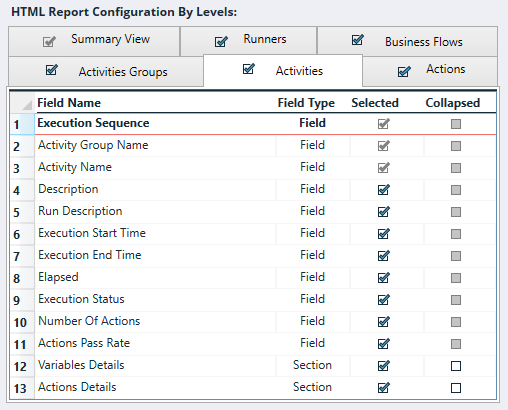 HTML Report Configuration By Levels:
Summary View Runners Business Flows
Activities Groups Activities Actions
Field Name Field Type Selected Collapsed
1 Execution Sequence Field
2 Activity Group Name Field
3 Activity Name Field
4 Description Field
5 Run Description Field
6 Execution Start Time Field
7 Execution End Time Field
8 Elapsed Field
9 Execution Status Field
10 Number Of Actions Field
11 Actions Pass Rate Field
12 Variables Details Section
13 Actions Details Section